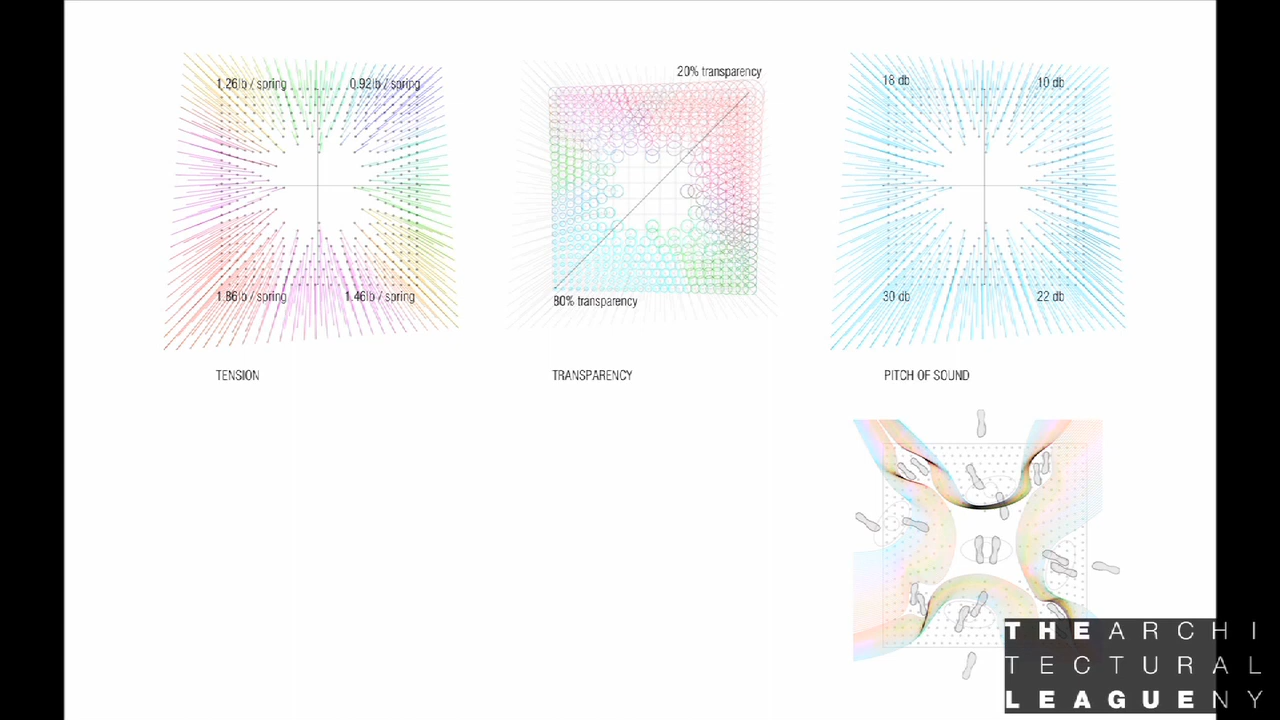 20% transparency
1.26lb / spring
0.92lb / spring
18 db
10 db
1.86lb / spring
1.46lb / spring
80% transparency
30 db
22 db
TENSION
TRANSPARENCY
PITCH OF SOUND
THE ARCHI
TECTURAL
LEAGUE NY